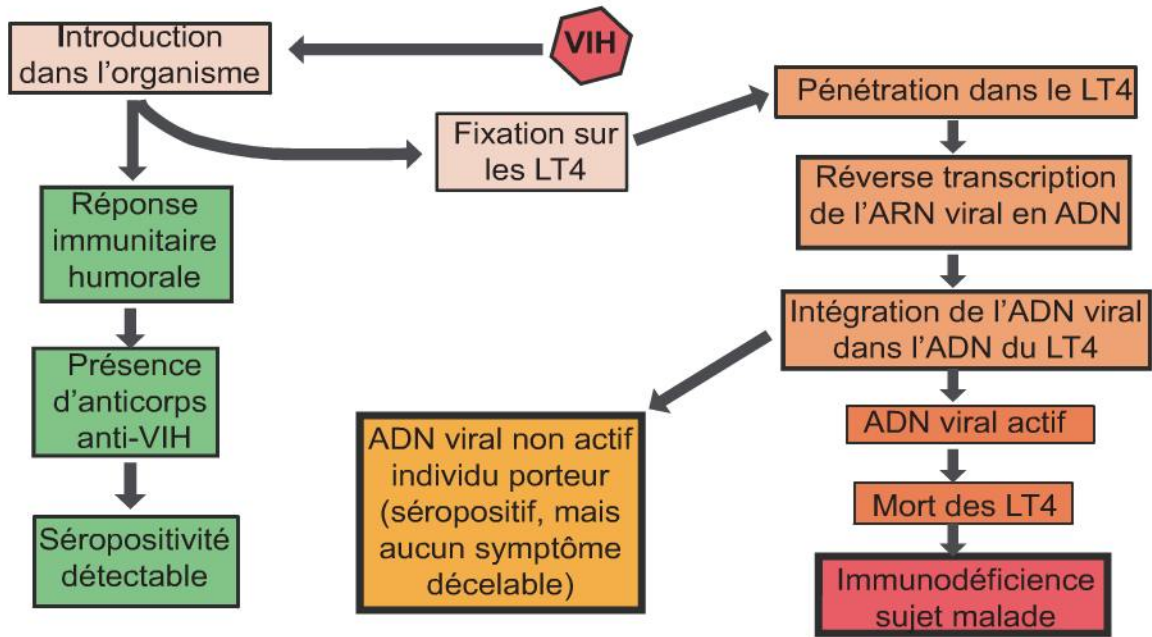 Introduction
dans l'organisme
VIH
Fixation sur
les LT4
Pénétration dans le LT4
Réverse transcription
de l'ARN viral en ADN
Intégration de l'ADN viral
dans l'ADN du LT4
ADN viral actif
Mort des LT4
Immunodéficience
sujet malade
ADN viral non actif
individu porteur
(séropositif, mais
aucun symptôme
décelable)
Réponse
immunitaire
humorale
Présence
d'anticorps
anti-VIH
Séropositivité
détectable